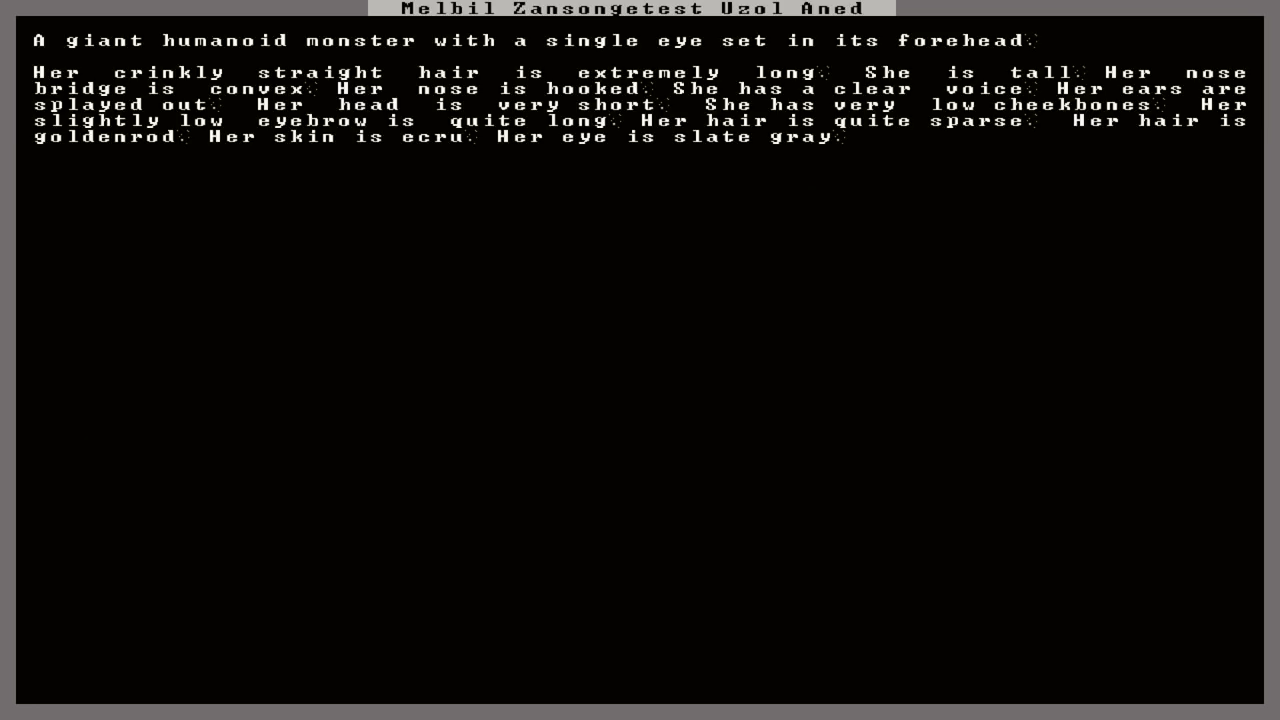 Melbil Zansongetest Uzol Aned
A giant humanoid monster with a single eye set in its forehead.
Her crinkly straight hair is extremely long. She is tall. Her nose
bridge is convex. Her nose is hooked. She has a clear voice. Her ears are
splayed out. Her head is very short. She has very low cheekbones. Her
slightly low eyebrow is quite long. Her hair is quite sparse. Her hair is
goldenrod. Her skin is ecru. Her eye is slate gray.